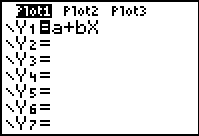 Plot1 Plot2 Plot3
\Y1=a+bX
\Y2=
\Y3=
\Y4=
\Y5=
\Y6=
\Y7=